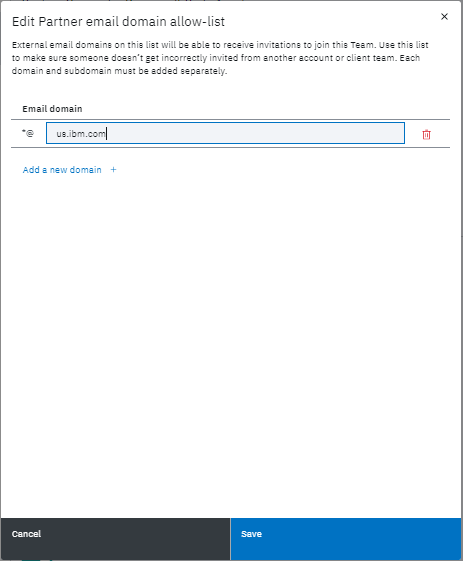 Edit Partner email domain allow-list
External email domains on this list will be able to receive invitations to join this Team. Use this list
to make sure someone doesn't get incorrectly invited from another account or client team. Each
domain and subdomain must be added separately.
Email domain
*@ us.ibm.com
Add a new domain +
Cancel Save